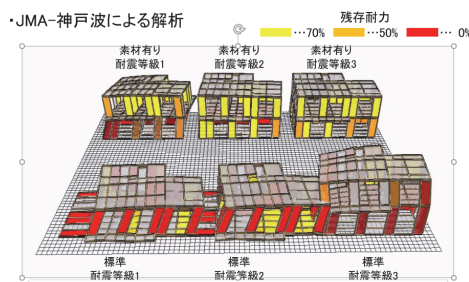 ・JMA-神戸波による解析
残存耐力
…70% …50% … 0%
素材有り 素材有り 素材有り
耐震等級1 耐震等級2 耐震等級3
標準 標準 標準
耐震等級1 耐震等級2 耐震等級3